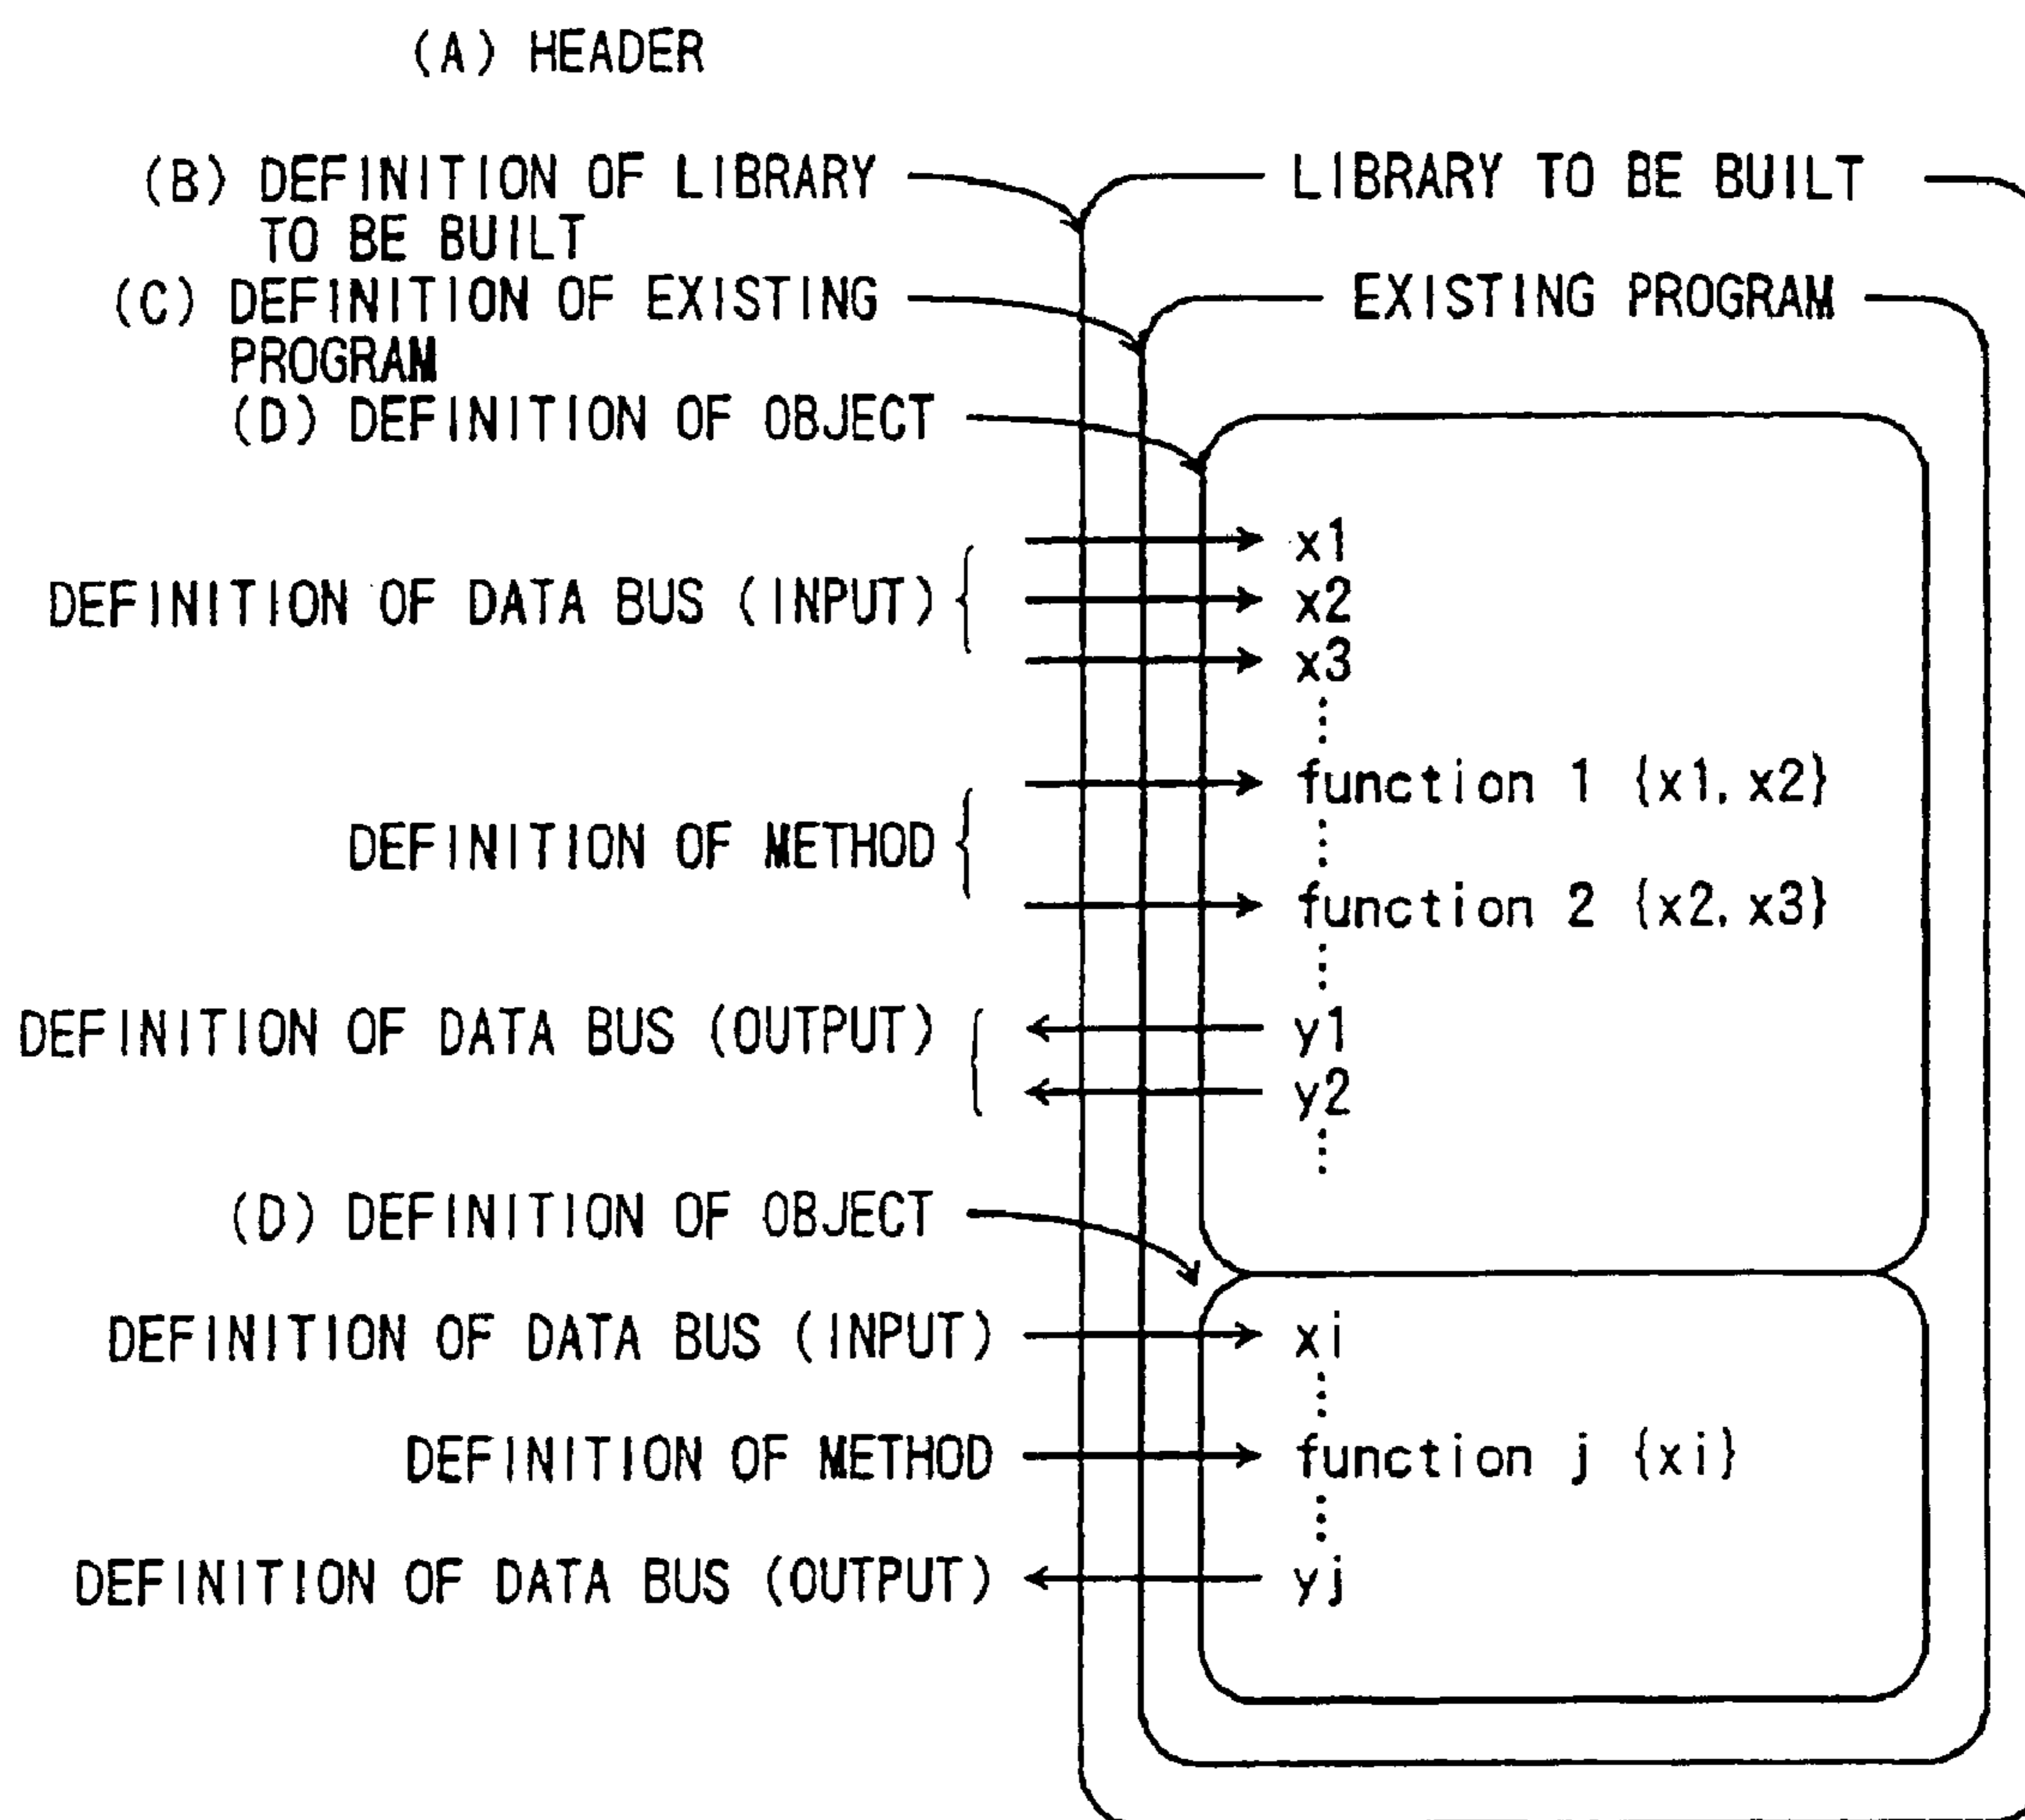 (A) HEADER
(B) DEFINITION OF LIBRARY
TO BE BUILT
LIBRARY TO BE BUILT
(C) DEFINITION OF EXISTING
PROGRAM
EXISTING PROGRAM
(D) DEFINITION OF OBJECT
DEFINITION OF DATA BUS (INPUT)
x1
x2
x3
DEFINITION OF METHOD
function 1 {x1, x2}
function 2 {x2, x3}
DEFINITION OF DATA BUS (OUTPUT)
y1
y2
(D) DEFINITION OF OBJECT
DEFINITION OF DATA BUS (INPUT)
xi
DEFINITION OF METHOD
function j {xi}
DEFINITION OF DATA BUS (OUTPUT)
yj